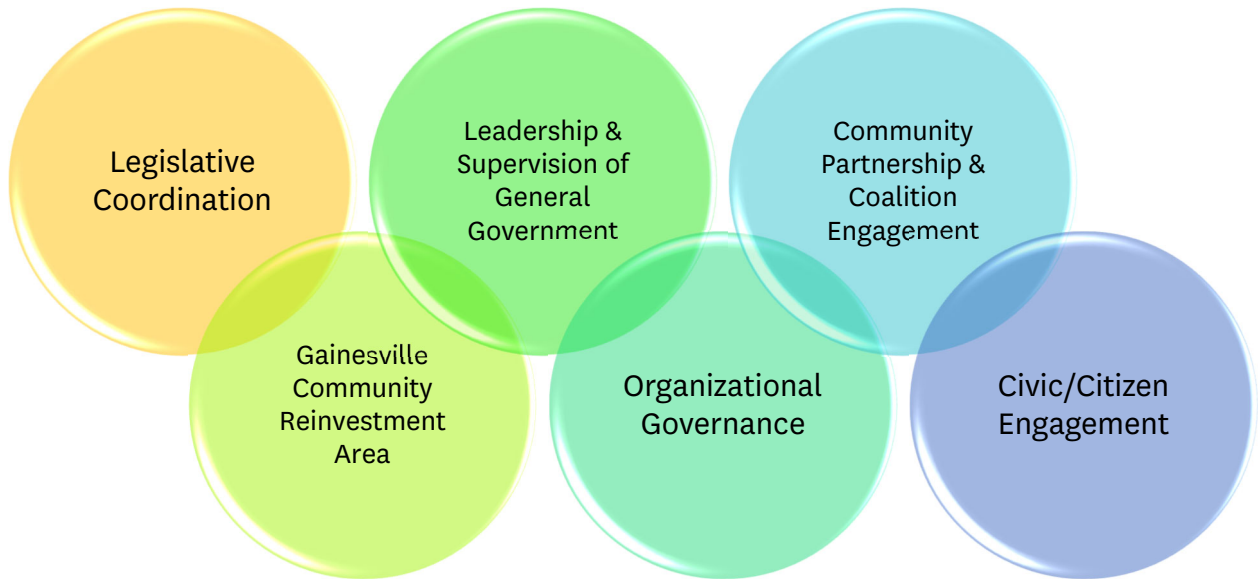 Legislative
Coordination
Gainesville
Community
Reinvestment
Area
Leadership &
Supervision of
General
Government
Organizational
Governance
Community
Partnership &
Coalition
Engagement
Civic/Citizen
Engagement